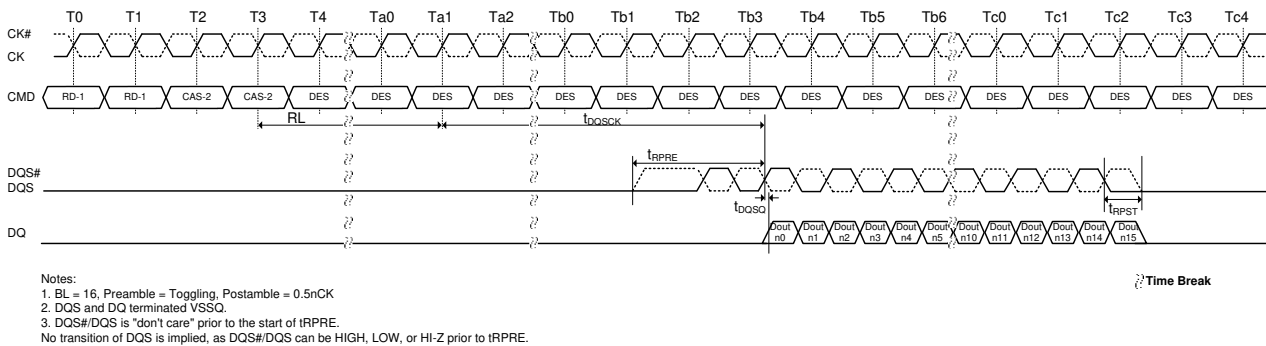 T0 T1 T2 T3 T4 Ta0 Ta1 Ta2 Tb0 Tb1 Tb2 Tb3 Tb4 Tb5 Tb6 Tc0 Tc1 Tc2 Tc3 Tc4
CK#
CK
CMD RD-1 RD-1 CAS-2 CAS-2 DES DES DES DES DES DES DES DES DES DES DES DES DES DES DES DES
RL tDQSCK
tRPRE
DQS#
DQS
tDQSQ tRPST
DQ Dout n0 Dout n1 Dout n2 Dout n3 Dout n4 Dout n5 Dout n10 Dout n11 Dout n12 Dout n13 Dout n14 Dout n15
Notes:
1. BL = 16, Preamble = Toggling, Postamble = 0.5nCK
2. DQS and DQ terminated VSSQ.
3. DQS#/DQS is "don't care" prior to the start of tRPRE.
No transition of DQS is implied, as DQS#/DQS can be HIGH, LOW, or HI-Z prior to tRPRE.
Time Break